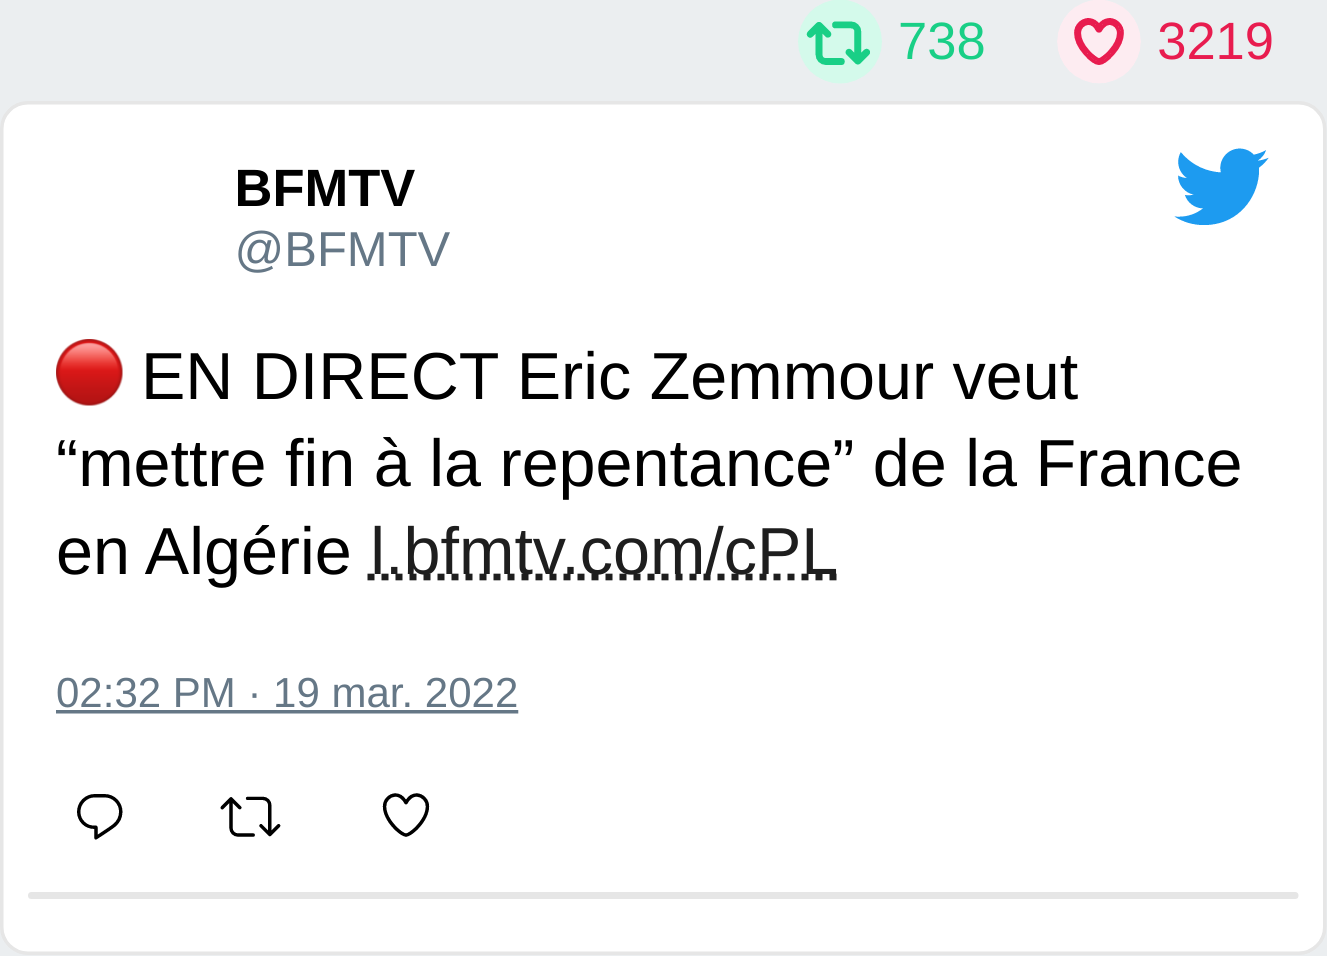 738 3219
BFMTV
@BFMTV
🔴 EN DIRECT Eric Zemmour veut
“mettre fin à la repentance” de la France
en Algérie l.bfmtv.com/cPL
02:32 PM · 19 mar. 2022